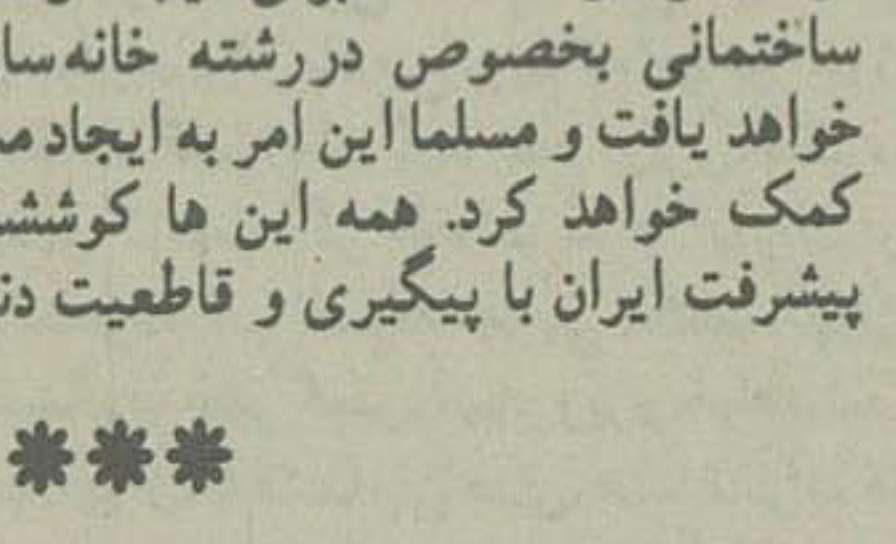 ساختمانی بخصوص در رشته خانه سا
خواهد یافت و مسلما این امر به ایجاد
کمک خواهد کرد. همه این ها کوشش
پیشرفت ایران با پیگیری و قاطعیت
***